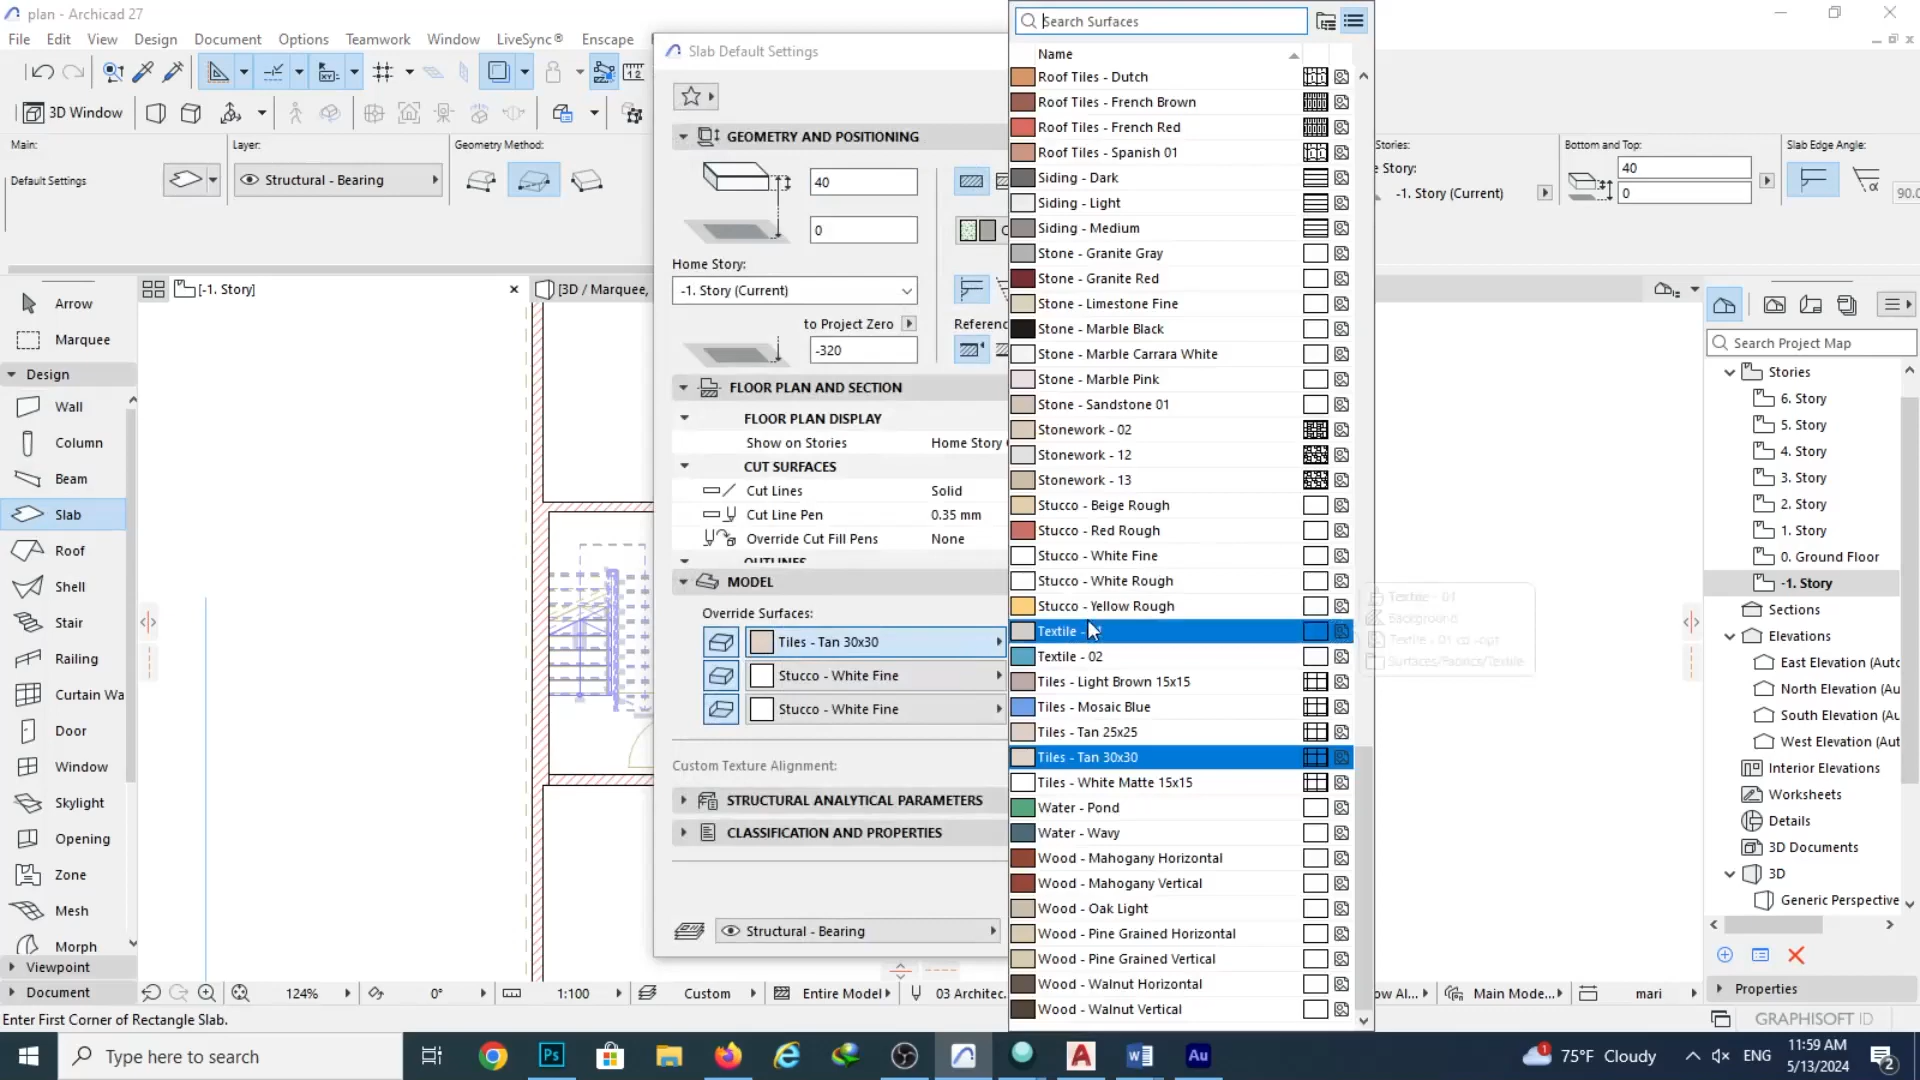 plan - Archicad 27
File Edit View Design Document Options Teamwork Window LiveSync® Enscape
3D Window
Main:
Default Settings
Layer:
Structural - Bearing
Geometry Method:
Stories:
-1. Story (Current)
Bottom and Top:
40
0
Slab Edge Angle:
[-1. Story]
[3D / Marquee,
Arrow
Marquee
Design
Wall
Column
Beam
Slab
Roof
Shell
Stair
Railing
Curtain Wa
Door
Window
Skylight
Opening
Zone
Mesh
Morph
Viewpoint
Document
Slab Default Settings
GEOMETRY AND POSITIONING
40
0
Home Story:
-1. Story (Current)
to Project Zero
-320
FLOOR PLAN AND SECTION
FLOOR PLAN DISPLAY
Show on Stories
CUT SURFACES
Cut Lines
Solid
Cut Line Pen
0.35 mm
Override Cut Fill Pens
None
MODEL
Override Surfaces:
Tiles - Tan 30x30
Stucco - White Fine
Stucco - White Fine
Custom Texture Alignment:
STRUCTURAL ANALYTICAL PARAMETERS
CLASSIFICATION AND PROPERTIES
Structural - Bearing
Search Surfaces
Name
Roof Tiles - Dutch
Roof Tiles - French Brown
Roof Tiles - French Red
Roof Tiles - Spanish 01
Siding - Dark
Siding - Light
Siding - Medium
Stone - Granite Gray
Stone - Granite Red
Stone - Limestone Fine
Stone - Marble Black
Stone - Marble Carrara White
Stone - Marble Pink
Stone - Sandstone 01
Stonework - 02
Stonework - 12
Stonework - 13
Stucco - Beige Rough
Stucco - Red Rough
Stucco - White Fine
Stucco - White Rough
Stucco - Yellow Rough
Textile -
Textile - 02
Tiles - Light Brown 15x15
Tiles - Mosaic Blue
Tiles - Tan 25x25
Tiles - Tan 30x30
Tiles - White Matte 15x15
Water - Pond
Water - Wavy
Wood - Mahogany Horizontal
Wood - Mahogany Vertical
Wood - Oak Light
Wood - Pine Grained Horizontal
Wood - Pine Grained Vertical
Wood - Walnut Horizontal
Wood - Walnut Vertical
Textile - 01
Background
Surfaces/Fabrics/Textile
Search Project Map
Stories
6. Story
5. Story
4. Story
3. Story
2. Story
1. Story
0. Ground Floor
-1. Story
Sections
Elevations
East Elevation (Autc
North Elevation (Au
South Elevation (Au
West Elevation (Aut
Interior Elevations
Worksheets
Details
3D Documents
3D
Generic Perspective
Properties
124% 0° 1:100 Custom Entire Model 03 Architec... Main Mode... mari
Enter First Corner of Rectangle Slab.
GRAPHISOFT ID
Type here to search
75°F Cloudy
ENG
11:59 AM
5/13/2024